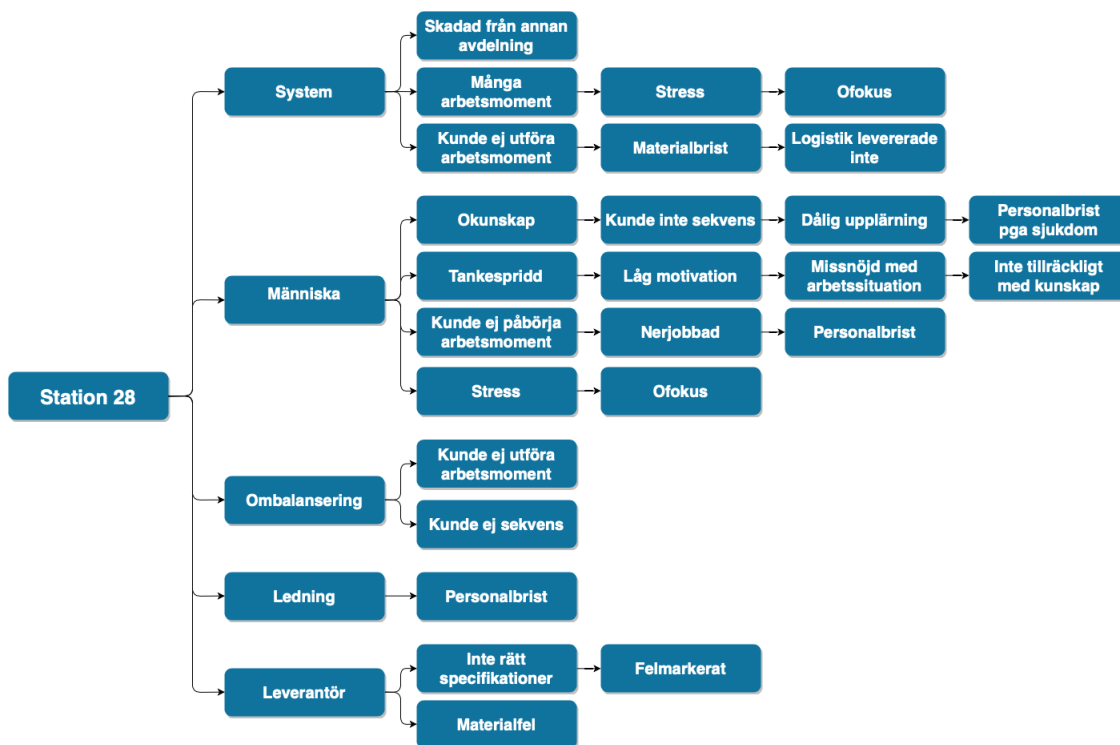 Skadad från annan
avdelning
System
Många
arbetsmoment
Stress
Ofokus
Kunde ej utföra
arbetsmoment
Materialbrist
Logistik levererade
inte
Okunskap
Kunde inte sekvens
Dålig upplärning
Personalbrist
pga sjukdom
Människa
Tankespridd
Låg motivation
Missnöjd med
arbetssituation
Inte tillräckligt
med kunskap
Kunde ej påbörja
arbetsmoment
Nerjobbad
Personalbrist
Stress
Ofokus
Station 28
Ombalansering
Kunde ej utföra
arbetsmoment
Kunde ej sekvens
Ledning
Personalbrist
Leverantör
Inte rätt
specifikationer
Felmarkerat
Materialfel